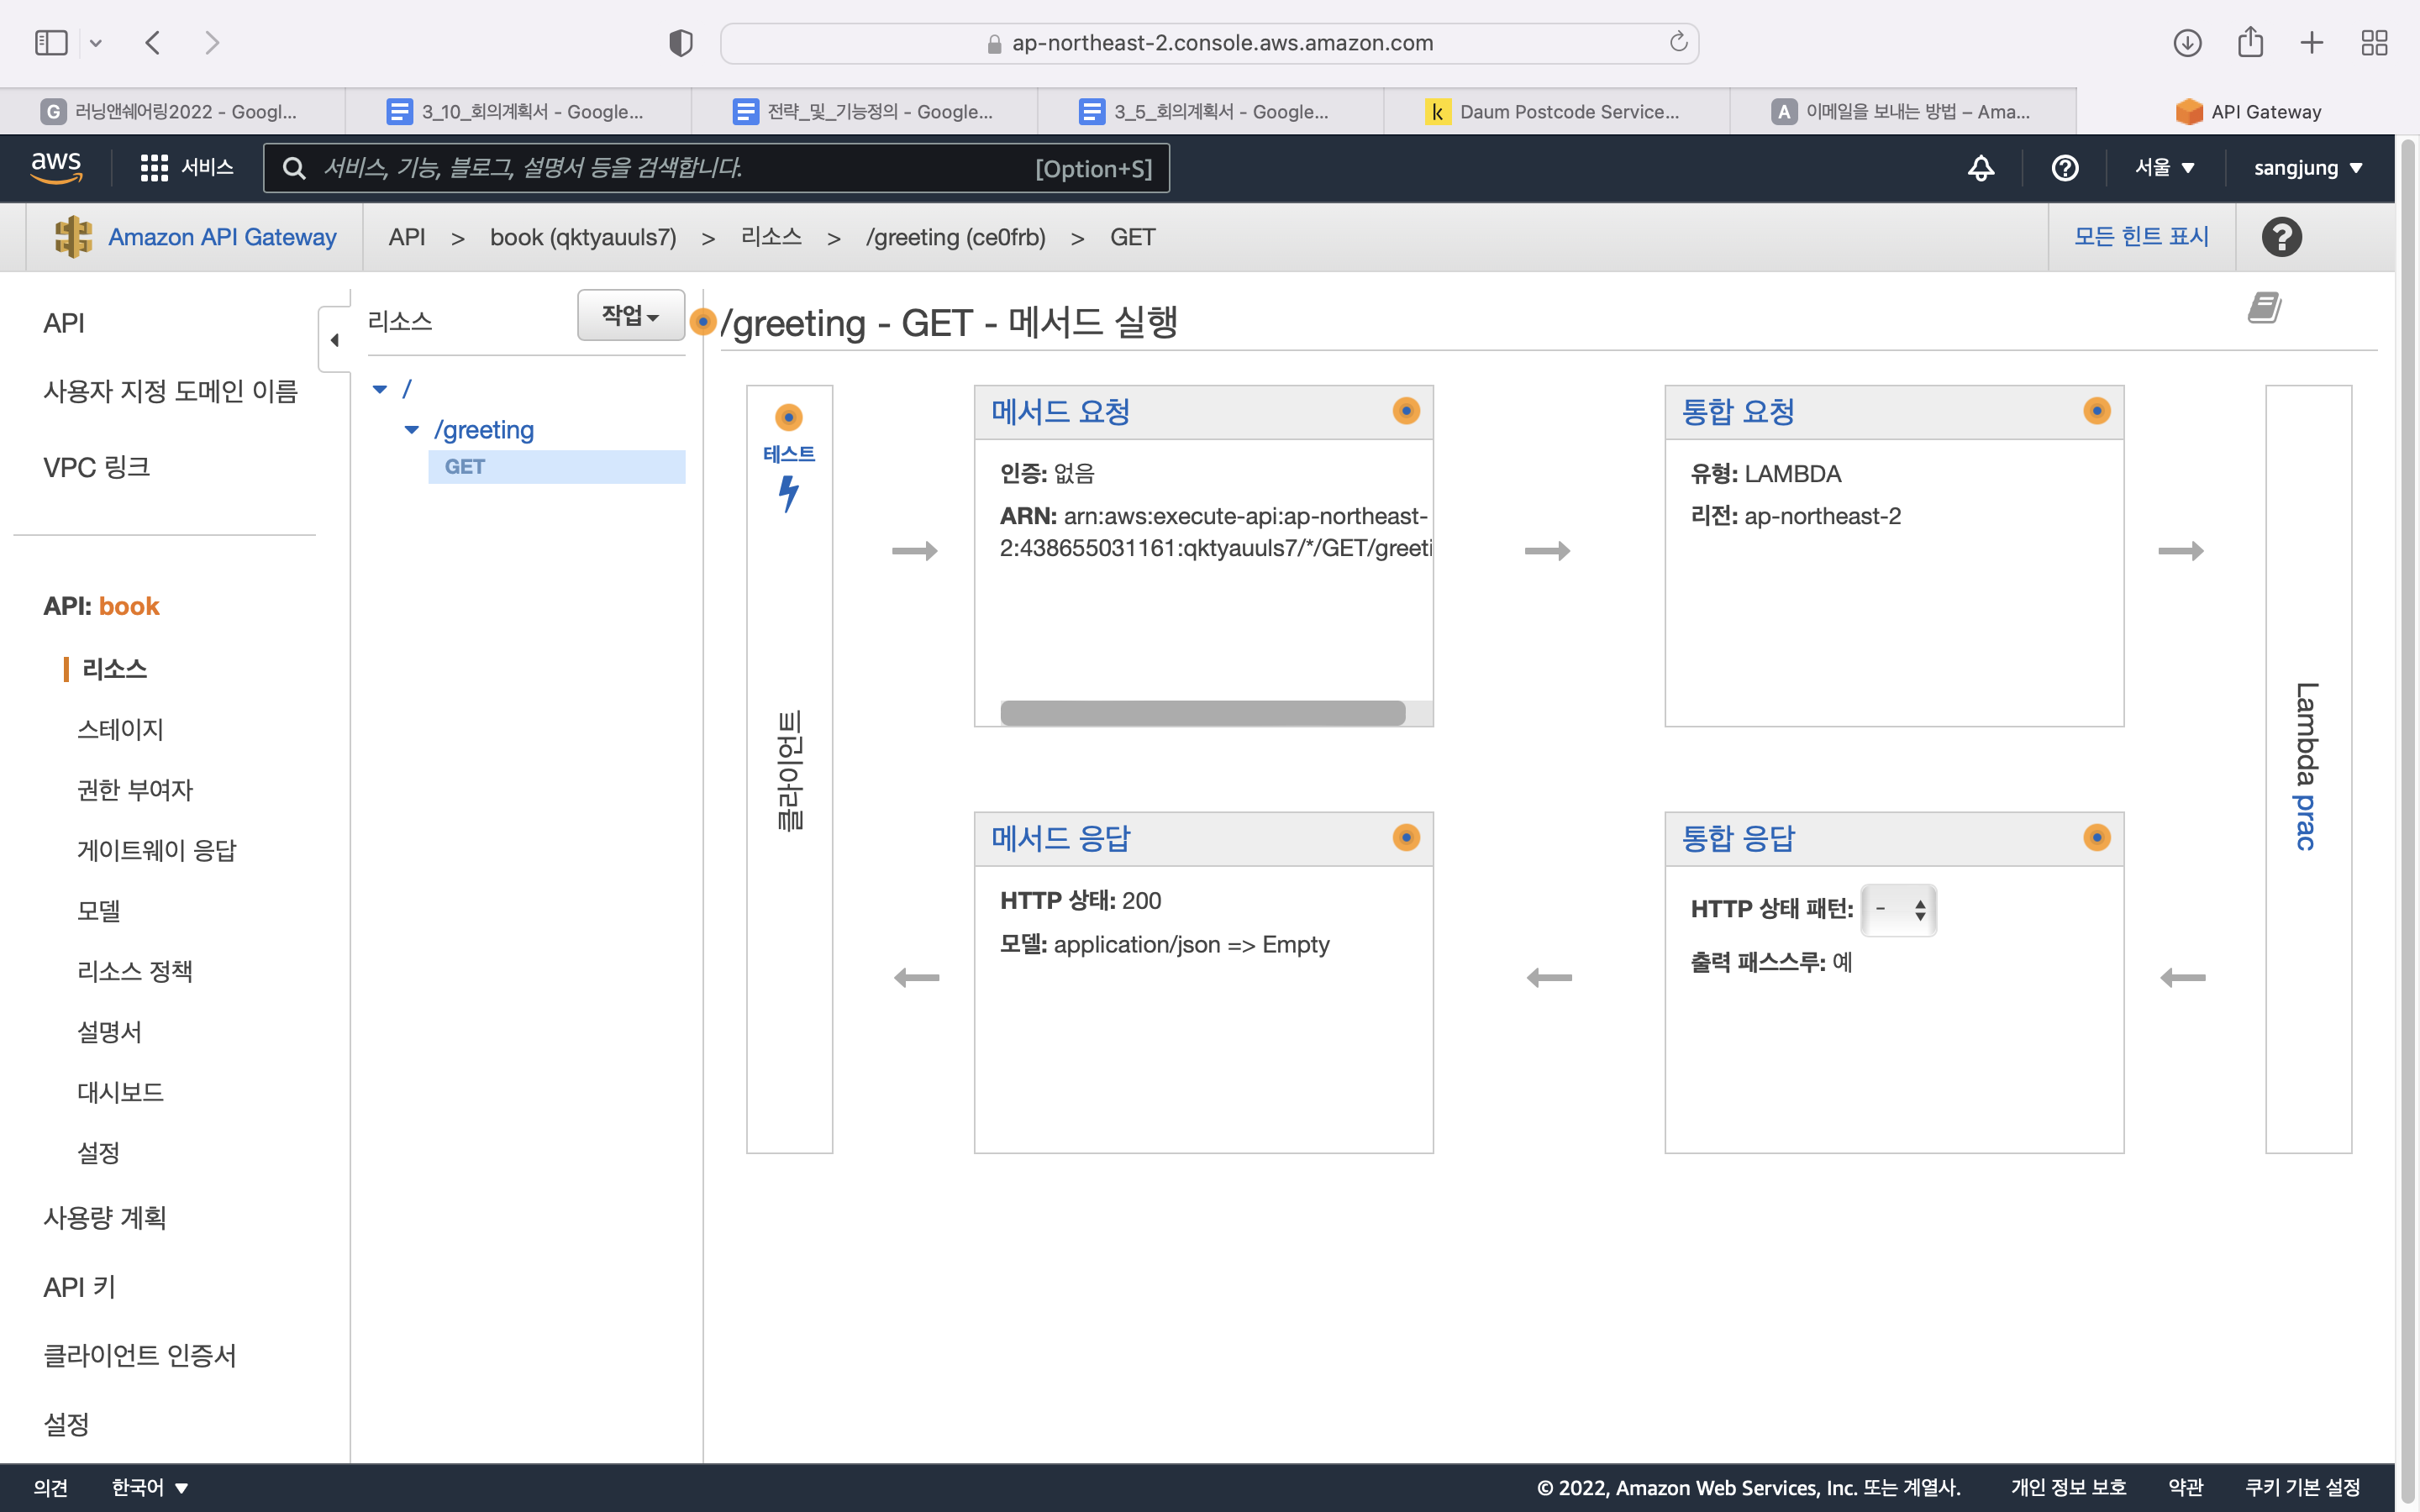 ap-northeast-2.console.aws.amazon.com
G 러닝앤쉐어링2022 - Googl...
3_10_회의계획서 - Google...
전략_및_기능정의 - Google...
3_5_회의계획서 - Google...
k Daum Postcode Service...
A 이메일을 보내는 방법 – Ama...
API Gateway
aws
서비스
서비스, 기능, 블로그, 설명서 등을 검색합니다.
[Option+S]
서울 ▼
sangjung ▼
Amazon API Gateway
API > book (qktyauuls7) > 리소스 > /greeting (ce0frb) > GET
모든 힌트 표시
API
사용자 지정 도메인 이름
VPC 링크
API: book
리소스
스테이지
권한 부여자
게이트웨이 응답
모델
리소스 정책
설명서
대시보드
설정
사용량 계획
API 키
클라이언트 인증서
설정
리소스
작업
/
/greeting
GET
/greeting - GET - 메서드 실행
테스트
클라이언트
메서드 요청
인증: 없음
ARN: arn:aws:execute-api:ap-northeast-
2:438655031161:qktyauuls7/*/GET/greeti
통합 요청
유형: LAMBDA
리전: ap-northeast-2
Lambda prac
메서드 응답
HTTP 상태: 200
모델: application/json => Empty
통합 응답
HTTP 상태 패턴: -
출력 패스스루: 예
의견
한국어 ▼
© 2022, Amazon Web Services, Inc. 또는 계열사.
개인 정보 보호
약관
쿠키 기본 설정